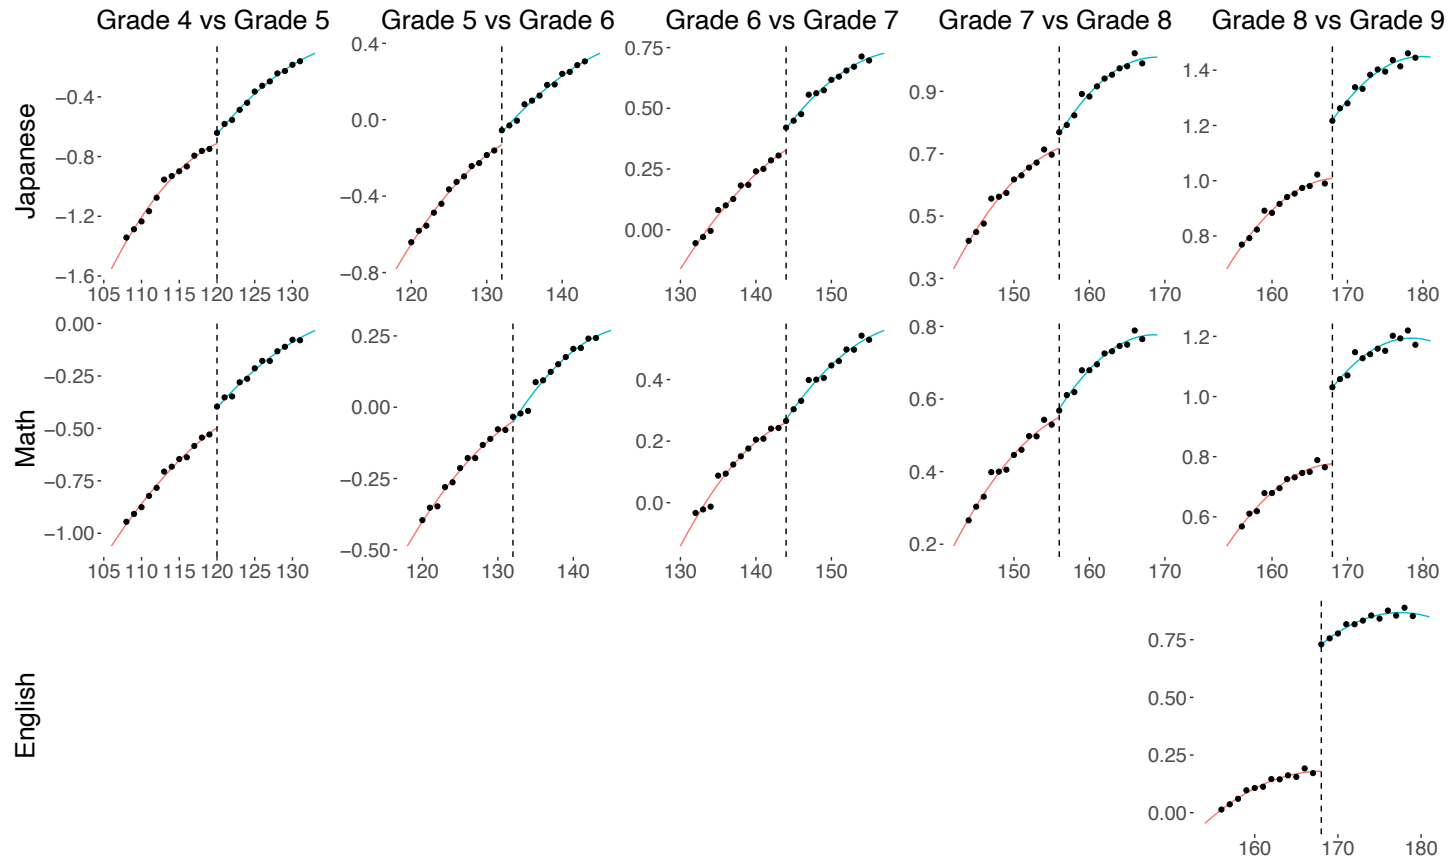 Grade 4 vs Grade 5
Grade 5 vs Grade 6
Grade 6 vs Grade 7
Grade 7 vs Grade 8
Grade 8 vs Grade 9
Japanese
−0.4
−0.8
−1.2
−1.6
105 110 115 120 125 130
0.4
0.0
−0.4
−0.8
120 130 140
0.75
0.50
0.25
0.00
130 140 150
0.9
0.7
0.5
0.3
150 160 170
1.4
1.2
1.0
0.8
160 170 180
Math
0.00
−0.25
−0.50
−0.75
−1.00
105 110 115 120 125 130
0.25
0.00
−0.25
−0.50
120 130 140
0.4
0.2
0.0
130 140 150
0.8
0.6
0.4
0.2
150 160 170
1.2
1.0
0.8
0.6
160 170 180
English
0.75
0.50
0.25
0.00
160 170 180